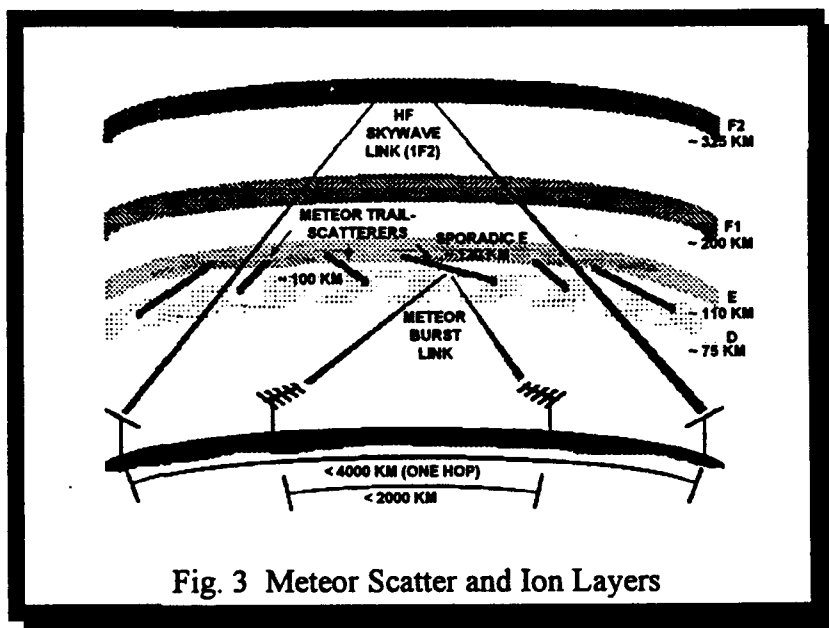 HF
SKYWAVE
LINK (1F2)
F2
~ 325 KM
METEOR TRAIL-
SCATTERERS
F1
~ 200 KM
SPORADIC E
~ 100 KM
E
~ 110 KM
METEOR
BURST
LINK
D
~ 75 KM
< 4000 KM (ONE HOP)
< 2000 KM
Fig. 3 Meteor Scatter and Ion Layers